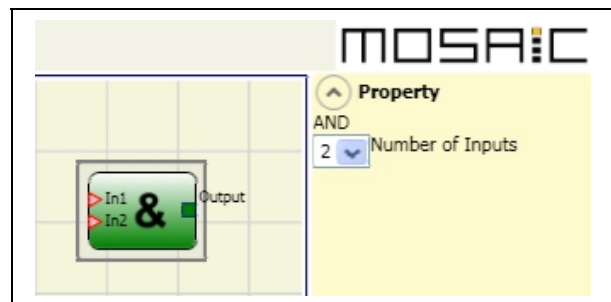 MOSAIC
Property
AND
2 Number of Inputs
In1 & Output
In2